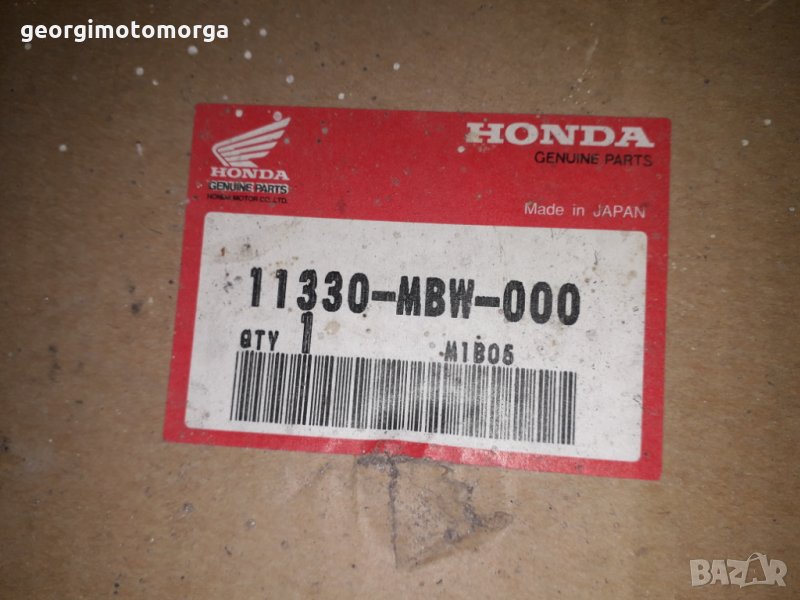 georgimotomorga
HONDA
GENUINE PARTS
HONDA MOTOR CO., LTD.
HONDA
GENUINE PARTS
Made in JAPAN
11330-MBW-000
QTY 1 M1B05
BAZAR